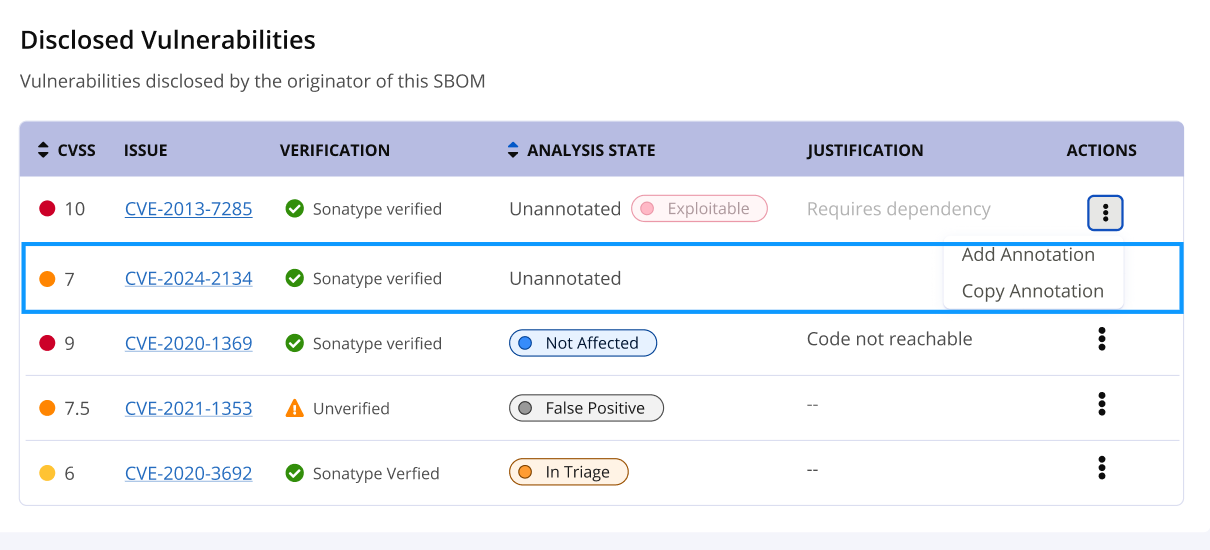 Disclosed Vulnerabilities
Vulnerabilities disclosed by the originator of this SBOM
CVSS ISSUE VERIFICATION ANALYSIS STATE JUSTIFICATION ACTIONS
10 CVE-2013-7285 Sonatype verified Unannotated Exploitable Requires dependency
Add Annotation
7 CVE-2024-2134 Sonatype verified Unannotated
Copy Annotation
9 CVE-2020-1369 Sonatype verified Not Affected Code not reachable
7.5 CVE-2021-1353 Unverified False Positive --
6 CVE-2020-3692 Sonatype Verfied In Triage --